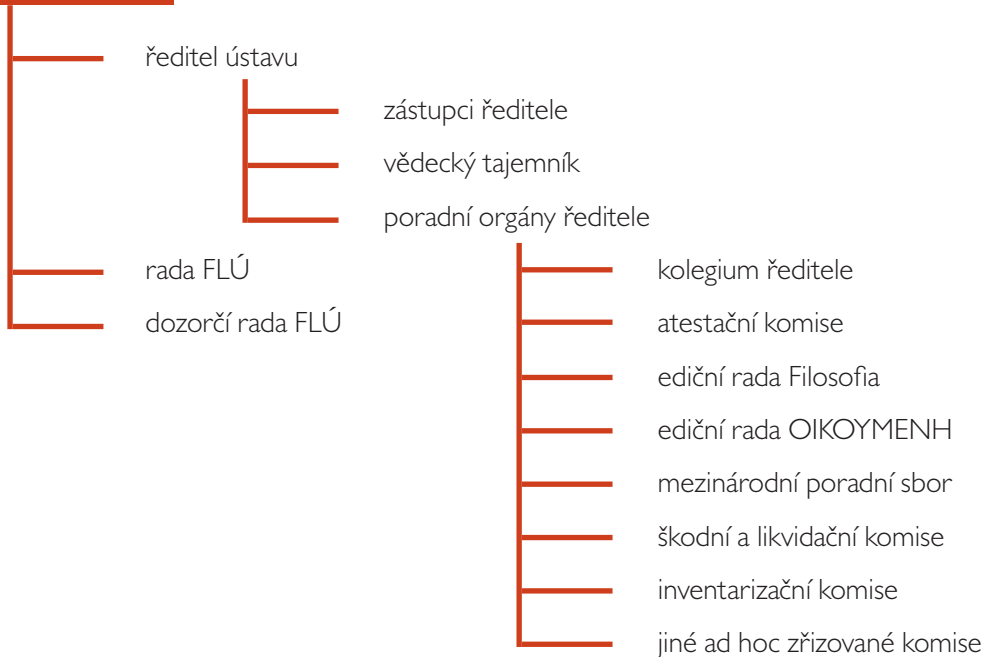 ředitel ústavu
zástupci ředitele
vědecký tajemník
poradní orgány ředitele
rada FLÚ
kolegium ředitele
dozorčí rada FLÚ
atestační komise
ediční rada Filosofia
ediční rada OIKOYMENH
mezinárodní poradní sbor
škodní a likvidační komise
inventarizační komise
jiné ad hoc zřizované komise